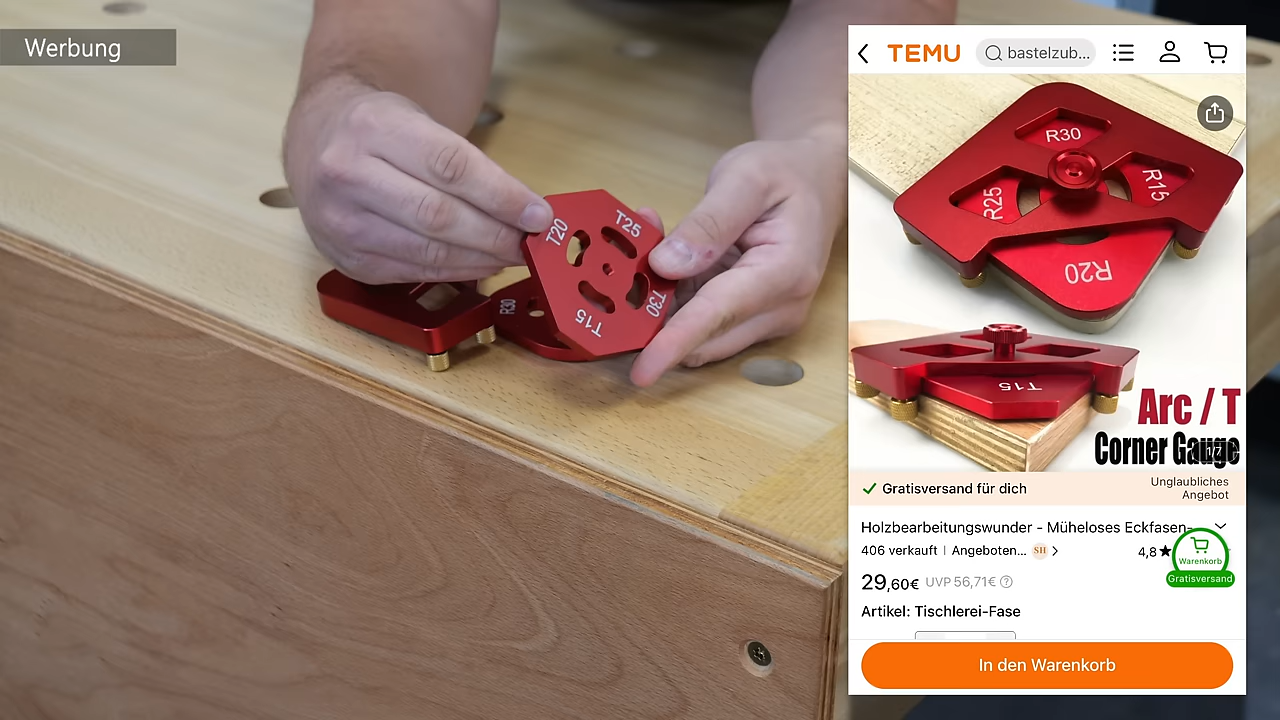 Werbung
T20
T25
T30
T15
R30
TEMU
bastelzub...
R30
R25
R15
R20
T15
Arc / T
Corner Gauge
Gratisversand für dich
Unglaubliches
Angebot
Holzbearbeitungswunder - Müheloses Eckfasen-
406 verkauft | Angeboten... SH
4,8★
Warenkorb
Gratisversand
29,60€ UVP 56,71€ ?
Artikel: Tischlerei-Fase
In den Warenkorb